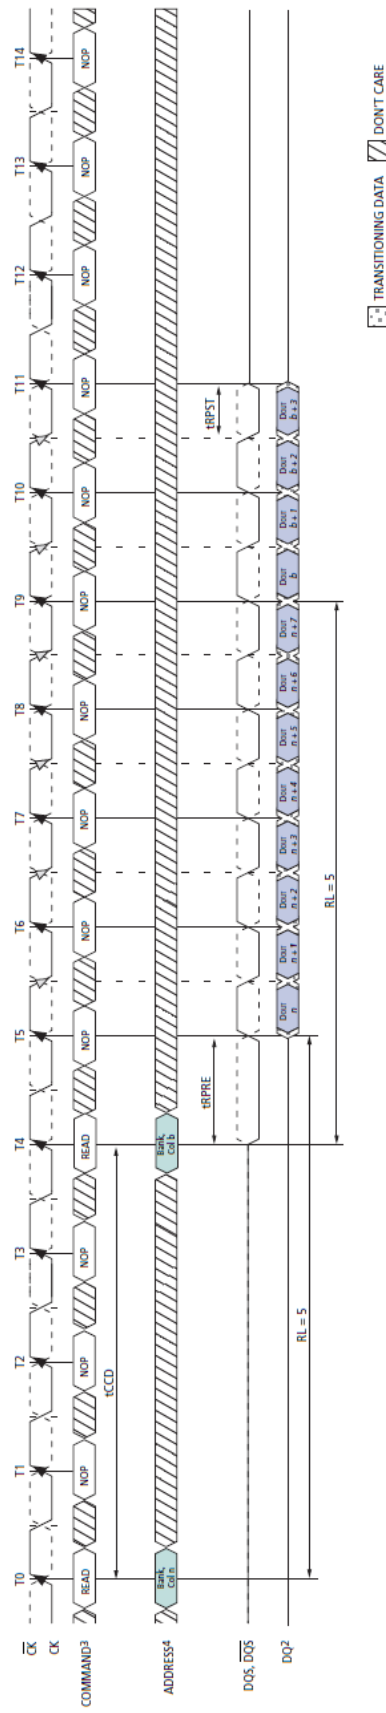 T0 T1 T2 T3 T4 T5 T6 T7 T8 T9 T10 T11 T12 T13 T14
CK
CK
COMMAND3 READ NOP NOP NOP READ NOP NOP NOP NOP NOP NOP NOP NOP NOP NOP
tCCD
ADDRESS4 Bank, Col n Bank, Col b
tRPRE tRPST
DQS, DQS
DQ2 DOUT n DOUT n + 1 DOUT n + 2 DOUT n + 3 DOUT n + 4 DOUT n + 5 DOUT n + 6 DOUT n + 7 DOUT b DOUT b + 1 DOUT b + 2 DOUT b + 3
RL = 5
RL = 5
TRANSITIONING DATA DON'T CARE